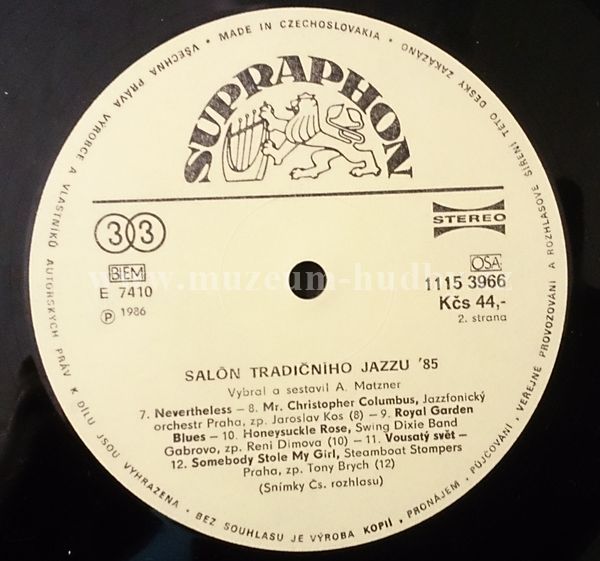 VŠECHNA PRÁVA VÝROBCE A VLASTNÍKŮ AUTORSKÝCH PRÁV K DÍLU JSOU VYHRAZENA • BEZ SOUHLASU JE VÝROBA KOPIÍ, PRONÁJEM, PŮJČOVÁNÍ, VEŘEJNÉ PROVOZOVÁNÍ A ROZHLASOVÉ ŠÍŘENÍ TÉTO DESKY ZAKÁZÁNO
MADE IN CZECHOSLOVAKIA •
SUPRAPHON
33
STEREO
BIEM
OSA
E 7410
1115 3966
Ⓟ 1986
Kčs 44,-
2. strana
www.muzeum-hudby.cz
SALÓN TRADIČNÍHO JAZZU '85
Vybral a sestavil A. Matzner
7. Nevertheless – 8. Mr. Christopher Columbus, Jazzfonický
orchestr Praha, zp. Jaroslav Kos (8) – 9. Royal Garden
Blues – 10. Honeysuckle Rose, Swing Dixie Band
Gabrovo, zp. Reni Dimova (10) – 11. Vousatý svět –
12. Somebody Stole My Girl, Steamboat Stompers
Praha, zp. Tony Brych (12)
(Snímky Čs. rozhlasu)